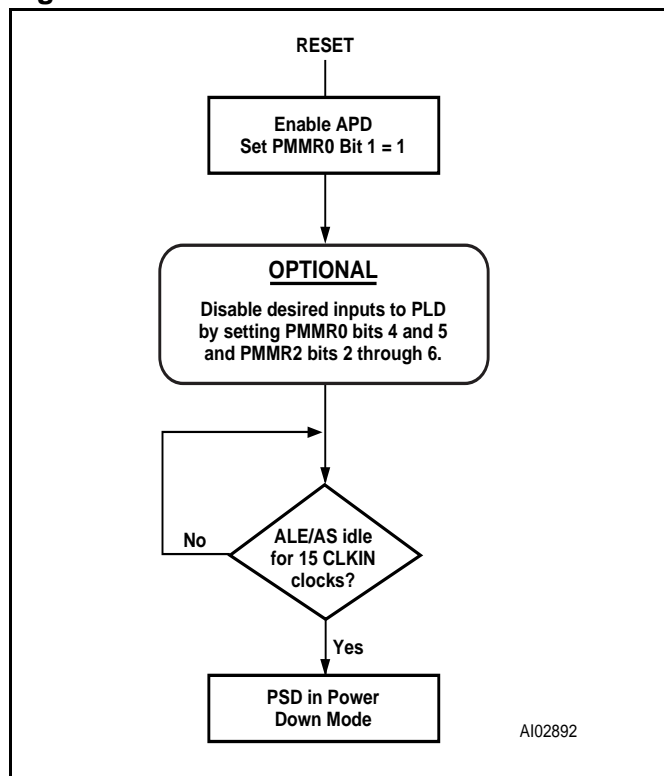 RESET
Enable APD
Set PMMR0 Bit 1 = 1
OPTIONAL
Disable desired inputs to PLD
by setting PMMR0 bits 4 and 5
and PMMR2 bits 2 through 6.
No
ALE/AS idle
for 15 CLKIN
clocks?
Yes
PSD in Power
Down Mode
AI02892